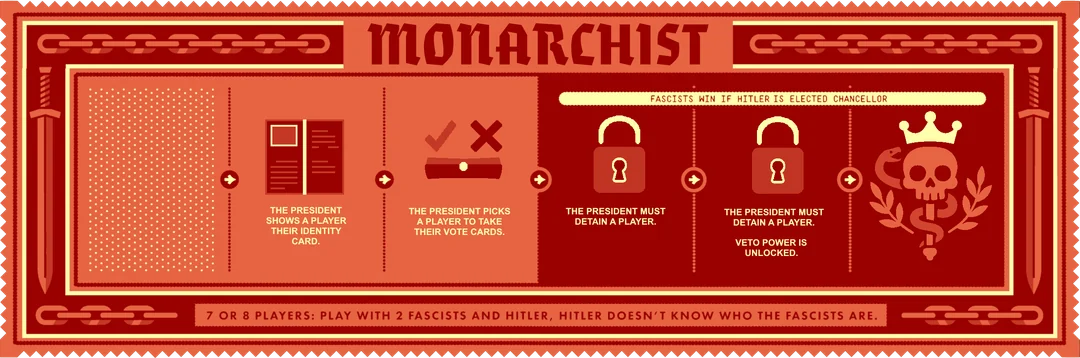 MONARCHIST
FASCISTS WIN IF HITLER IS ELECTED CHANCELLOR
THE PRESIDENT
SHOWS A PLAYER
THEIR IDENTITY
CARD.
THE PRESIDENT PICKS
A PLAYER TO TAKE
THEIR VOTE CARDS.
THE PRESIDENT MUST
DETAIN A PLAYER.
THE PRESIDENT MUST
DETAIN A PLAYER.
VETO POWER IS
UNLOCKED.
7 OR 8 PLAYERS: PLAY WITH 2 FASCISTS AND HITLER, HITLER DOESN'T KNOW WHO THE FASCISTS ARE.